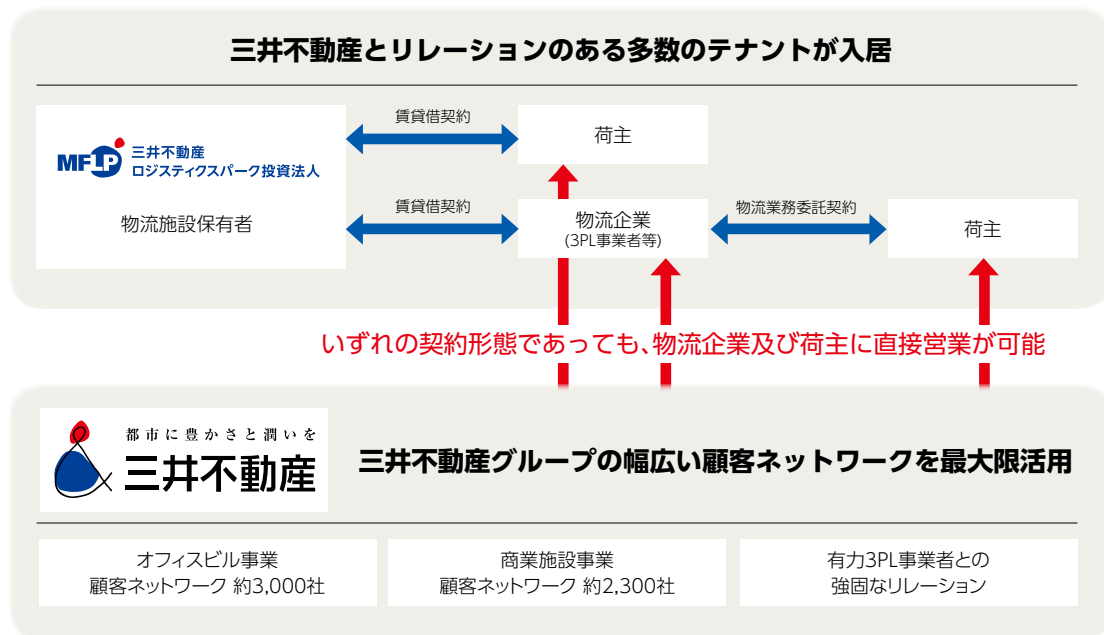 三井不動産とリレーションのある多数のテナントが入居
MFLP 三井不動産
ロジスティクスパーク投資法人
物流施設保有者
賃貸借契約
荷主
賃貸借契約
物流企業
(3PL事業者等)
物流業務委託契約
荷主
いずれの契約形態であっても、物流企業及び荷主に直接営業が可能
都市に豊かさと潤いを
三井不動産
三井不動産グループの幅広い顧客ネットワークを最大限活用
オフィスビル事業
顧客ネットワーク 約3,000社
商業施設事業
顧客ネットワーク 約2,300社
有力3PL事業者との
強固なリレーション